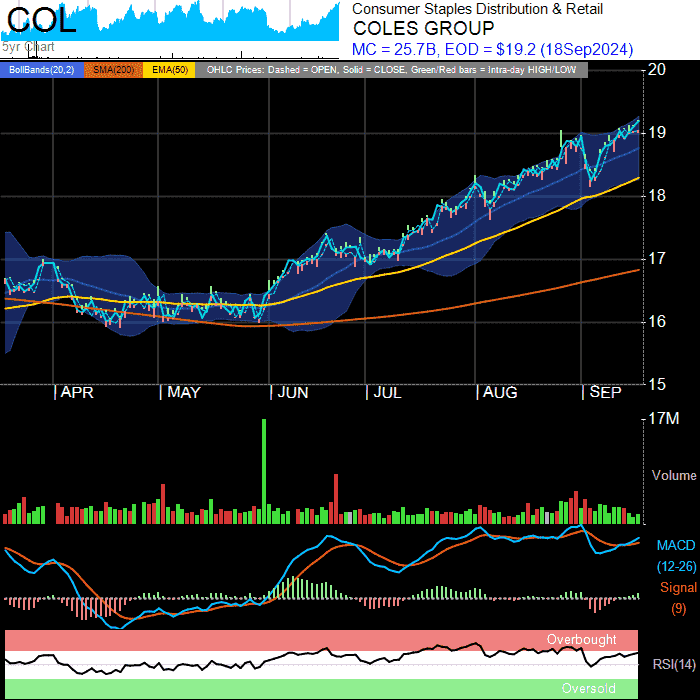 COL
5yr Chart
Consumer Staples Distribution & Retail
COLES GROUP
MC = 25.7B, EOD = $19.2 (18Sep2024)
BollBands(20,2) SMA(200) EMA(50) OHLC Prices: Dashed = OPEN, Solid = CLOSE, Green/Red bars = Intra-day HIGH/LOW
20
19
18
17
16
15
APR MAY JUN JUL AUG SEP
17M
Volume
MACD
(12-26)
Signal
(9)
Overbought
RSI(14)
Oversold